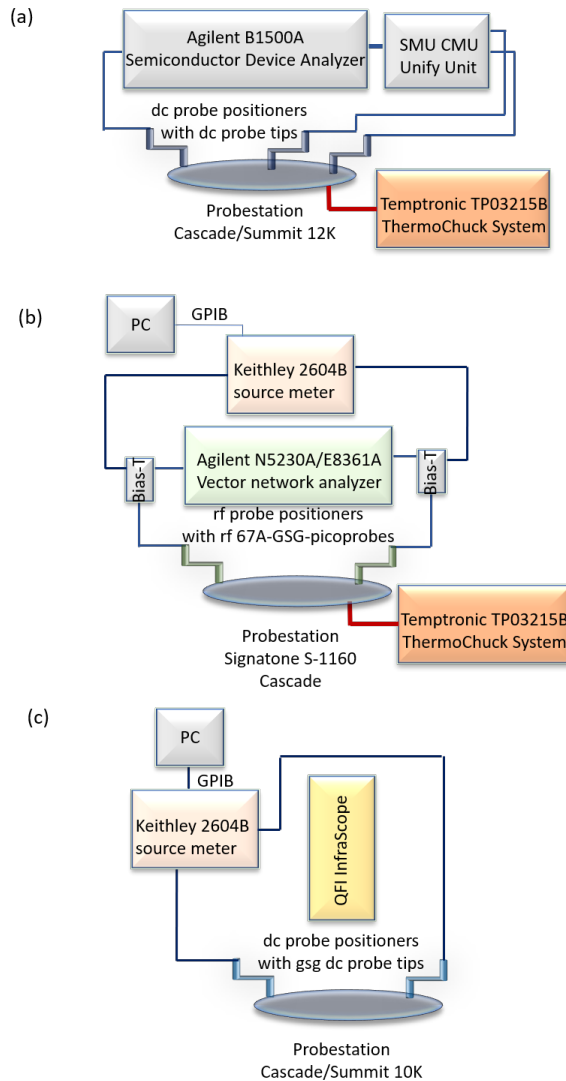 (a)
Agilent B1500A
Semiconductor Device Analyzer
SMU CMU
Unify Unit
dc probe positioners
with dc probe tips
Probestation
Cascade/Summit 12K
Temptronic TP03215B
ThermoChuck System
(b)
PC
GPIB
Keithley 2604B
source meter
Bias-T
Agilent N5230A/E8361A
Vector network analyzer
Bias-T
rf probe positioners
with rf 67A-GSG-picoprobes
Probestation
Signatone S-1160
Cascade
Temptronic TP03215B
ThermoChuck System
(c)
PC
GPIB
Keithley 2604B
source meter
QFI InfraScope
dc probe positioners
with gsg dc probe tips
Probestation
Cascade/Summit 10K